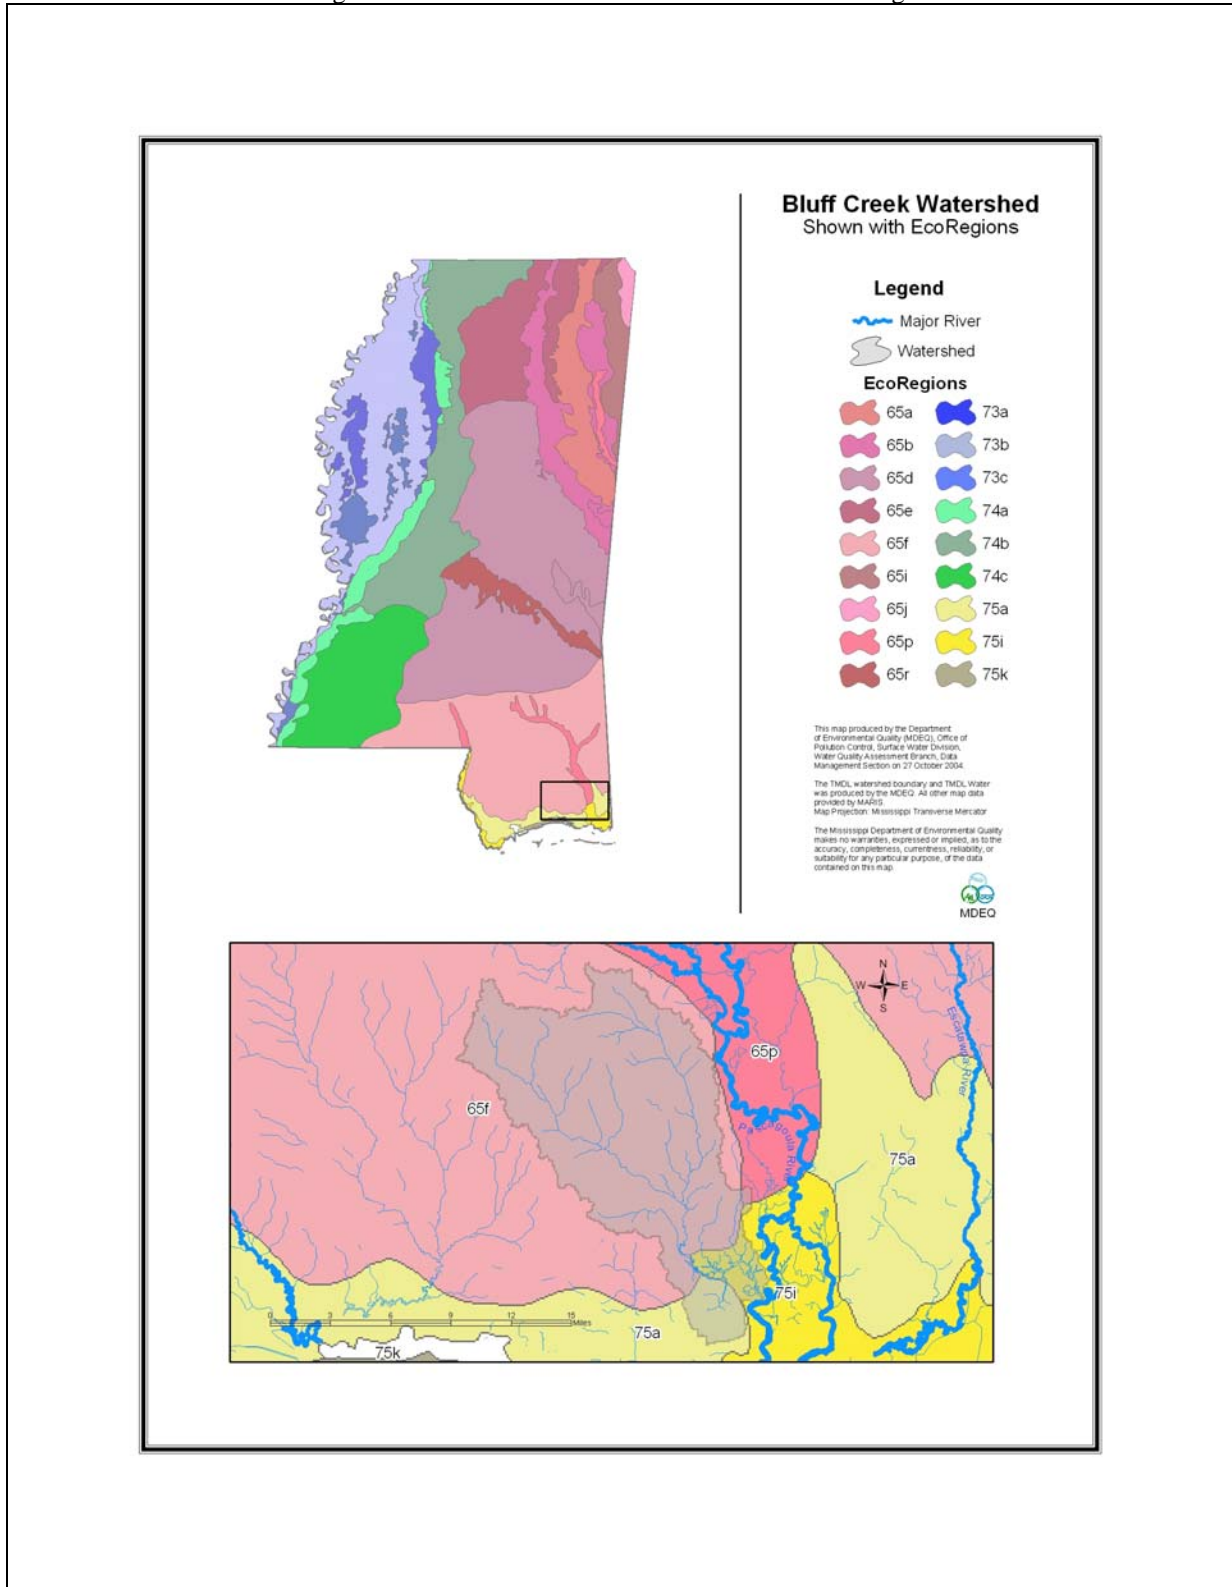 Bluff Creek Watershed
Shown with EcoRegions
Legend
Major River
Watershed
EcoRegions
65a 73a
65b 73b
65d 73c
65e 74a
65f 74b
65i 74c
65j 75a
65p 75i
65r 75k
This map produced by the Department
of Environmental Quality (MDEQ), Office of
Pollution Control, Surface Water Division,
Water Quality Assessment Branch, Data
Management Section on 27 October 2004.
The TMDL watershed boundary and TMDL Water
was produced by the MDEQ. All other map data
provided by MARIS.
Map Projection: Mississippi Transverse Mercator
The Mississippi Department of Environmental Quality
makes no warranties, expressed or implied, as to the
accuracy, completeness, currentness, reliability, or
suitability for any particular purpose, of the data
contained on this map.
MDEQ
N
W E
S
Escatawpa River
65p
Pascagoula River
65f
75a
75i
0 3 6 9 12 15
Miles
75a
75k